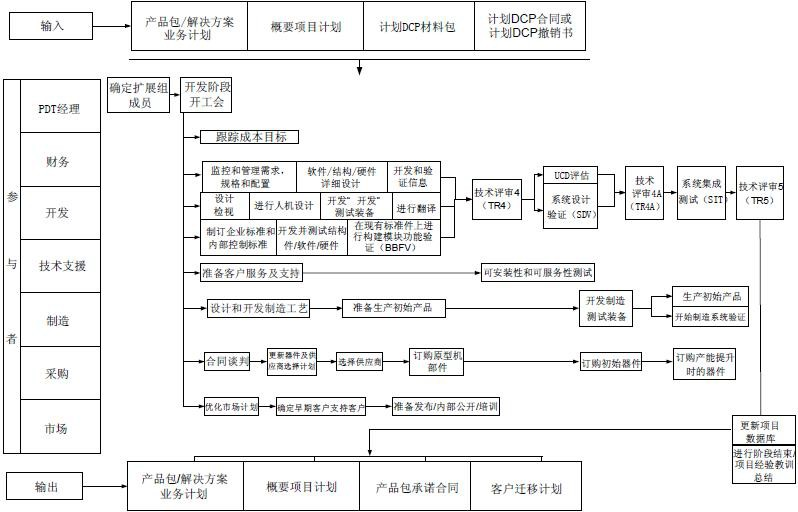 输入
产品包/解决方案
业务计划
概要项目计划
计划DCP材料包
计划DCP合同或
计划DCP撤销书
参与者
PDT经理
财务
开发
技术支援
制造
采购
市场
确定扩展组
成员
开发阶段
开工会
跟踪成本目标
监控和管理需求,
规格和配置
软件/结构/硬件
详细设计
开发和验
证信息
设计
检视
进行人机设计
开发"开发"
测试装备
进行翻译
制订企业标准和
内部控制标准
开发并测试结构
件/软件/硬件
在现有标准件上进
行构建模块功能验
证（BBFV）
技术评审4
（TR4）
UCD评估
系统设计
验证（SDV）
技术
评审4A
(TR4A)
系统集成
测试（SIT）
技术评审5
（TR5）
准备客户服务及支持
可安装性和可服务性测试
设计和开发制造工艺
准备生产初始产品
开发制造
测试装备
生产初始产品
开始制造系统验证
合同谈判
更新器件及供
应商选择计划
选择供应商
订购原型机
部件
订购初始器件
订购产能提升
时的器件
优化市场计划
确定早期客户支持客户
准备发布/内部公开/培训
更新项目
数据库
进行阶段结束/
项目经验教训
总结
输出
产品包/解决方案
业务计划
概要项目计划
产品包承诺合同
客户迁移计划